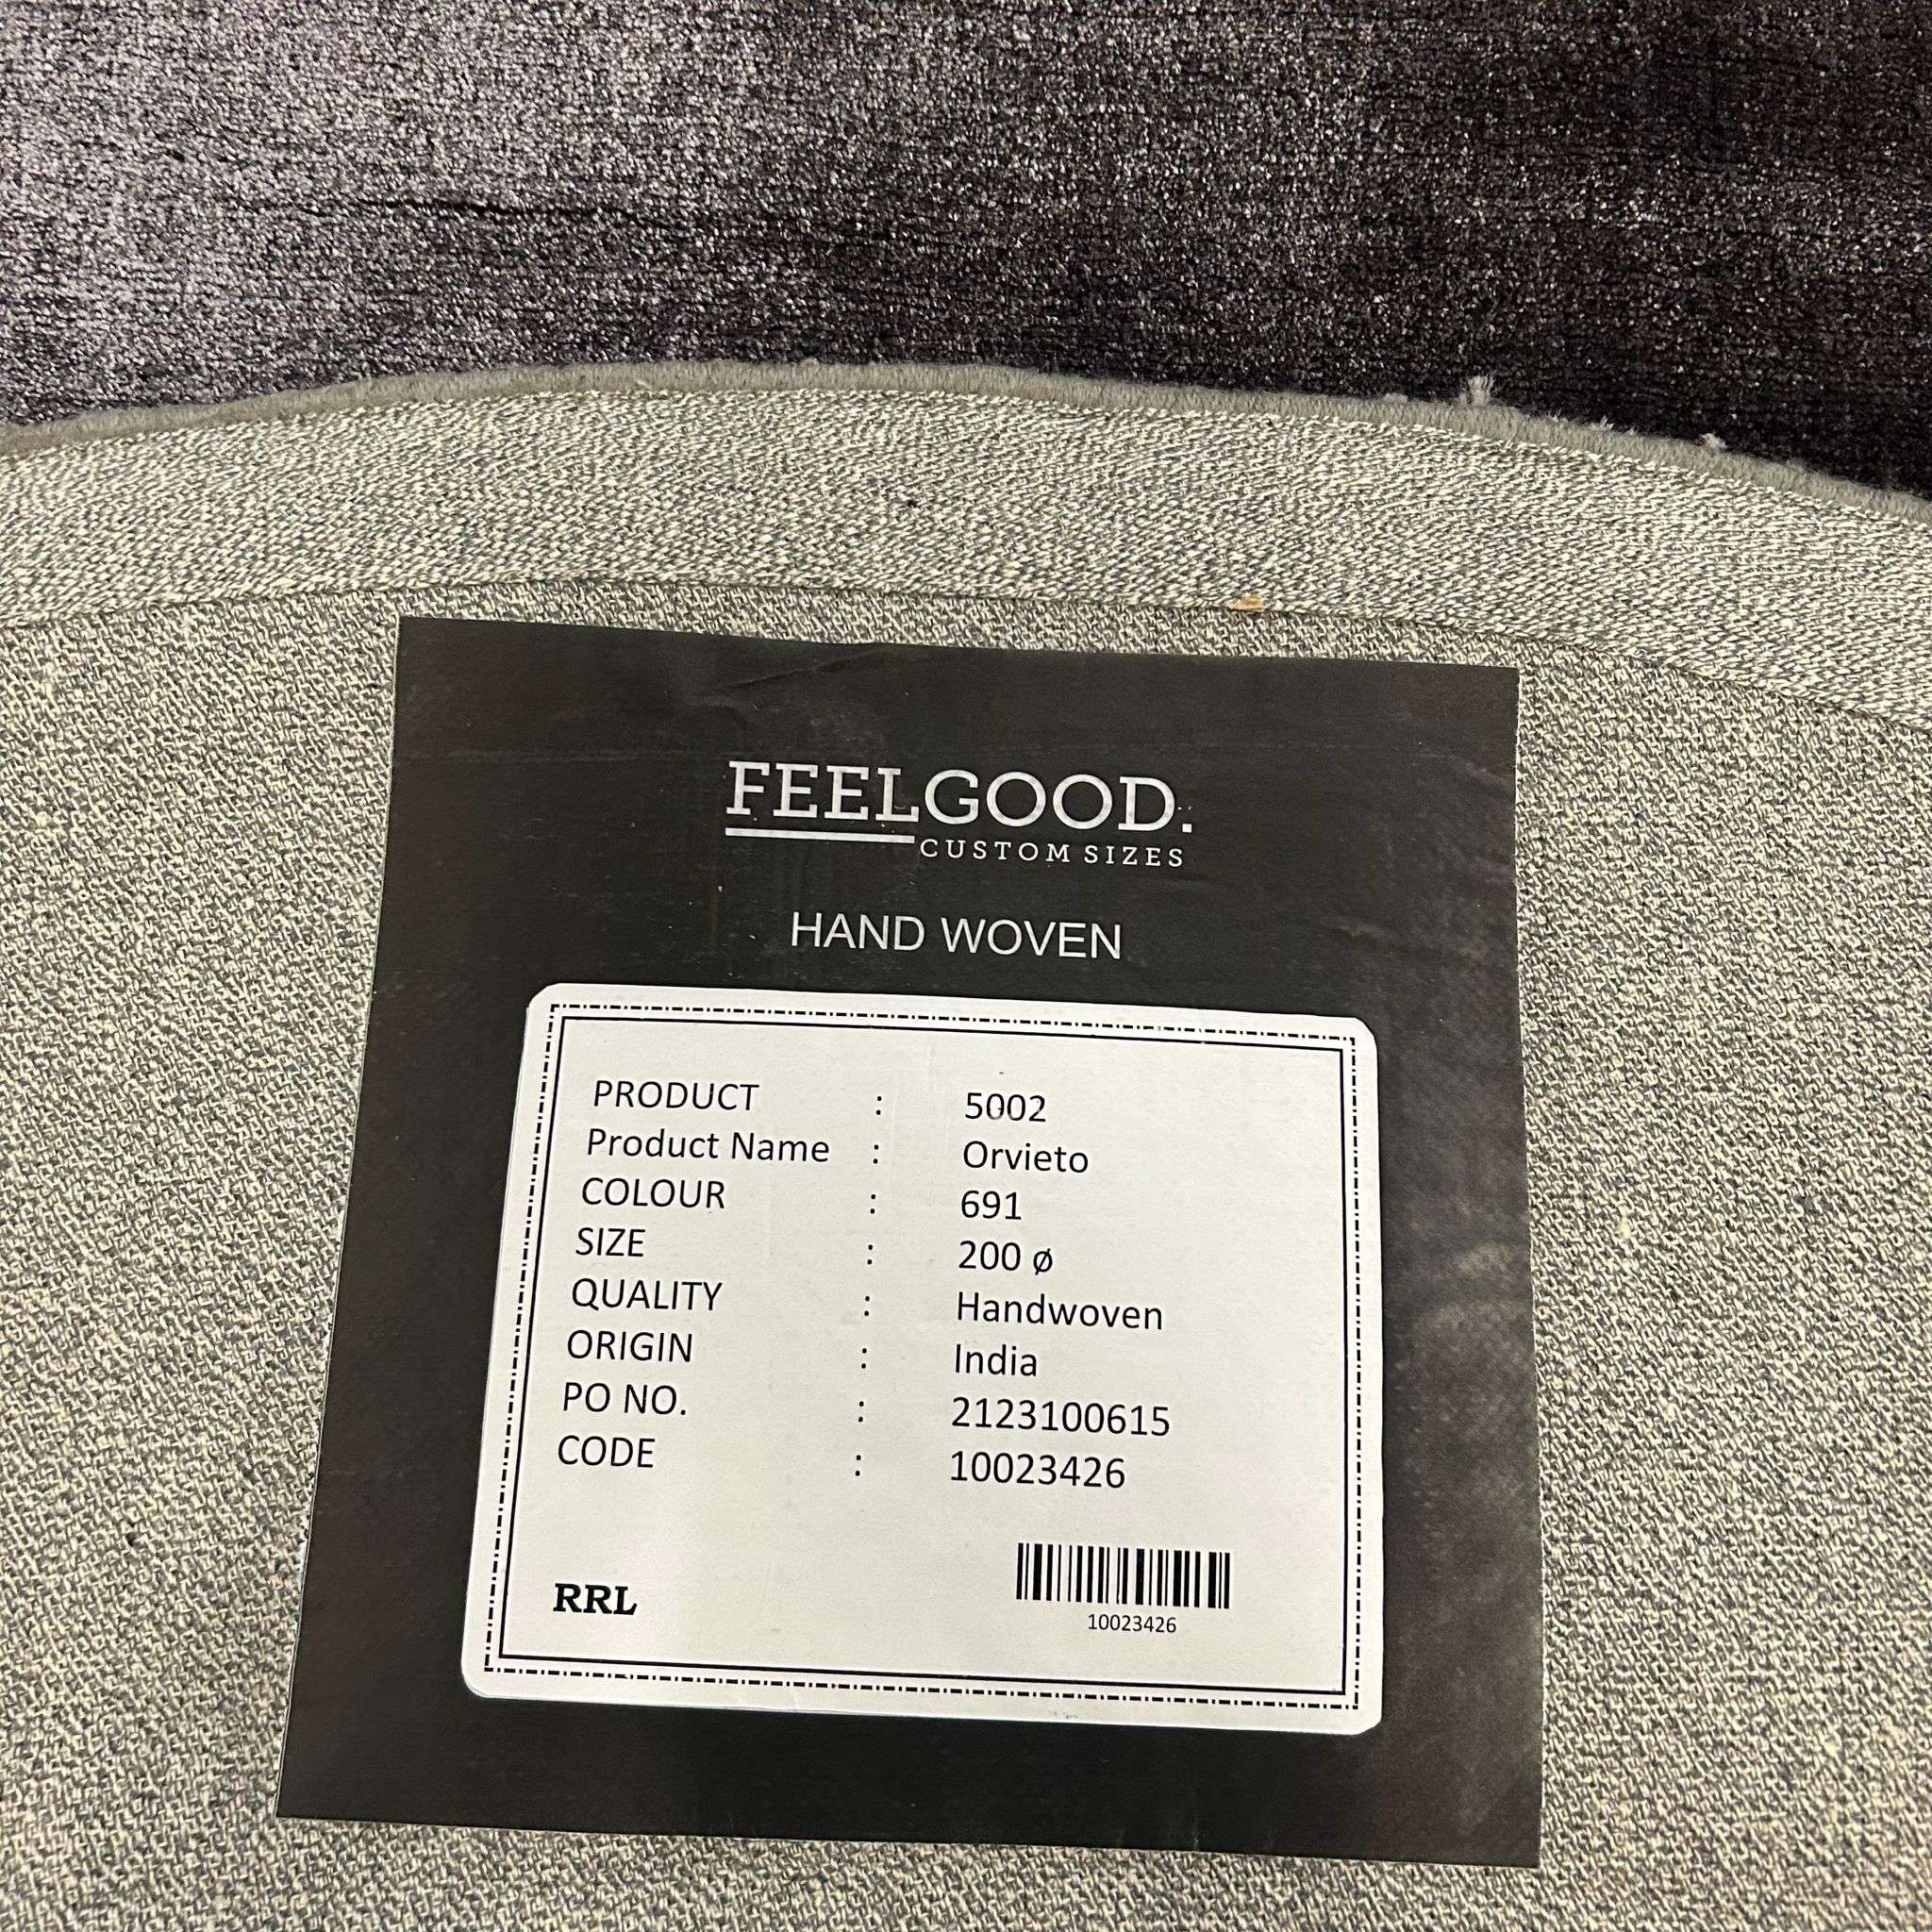 FEELGOOD.
CUSTOM SIZES
HAND WOVEN
PRODUCT : 5002
Product Name : Orvieto
COLOUR : 691
SIZE : 200 ø
QUALITY : Handwoven
ORIGIN : India
PO NO. : 2123100615
CODE : 10023426
RRL
10023426